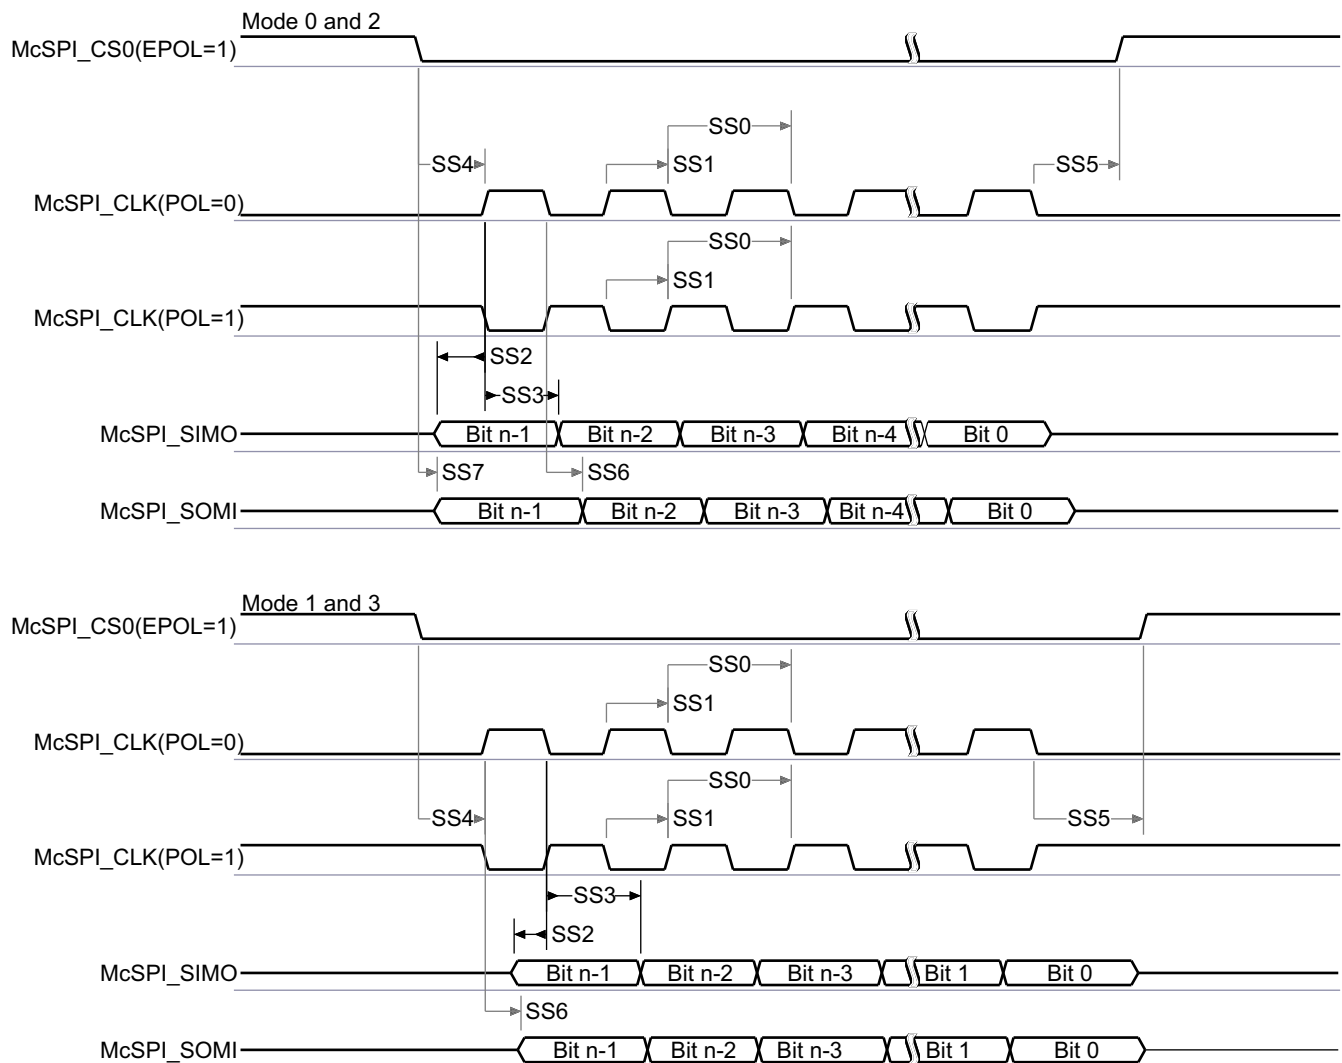 Mode 0 and 2
McSPI_CS0(EPOL=1)
SS0
SS4
SS1
SS5
McSPI_CLK(POL=0)
SS0
SS1
McSPI_CLK(POL=1)
SS2
SS3
McSPI_SIMO
Bit n-1
Bit n-2
Bit n-3
Bit n-4
Bit 0
SS7
SS6
McSPI_SOMI
Bit n-1
Bit n-2
Bit n-3
Bit n-4
Bit 0
Mode 1 and 3
McSPI_CS0(EPOL=1)
SS0
SS1
McSPI_CLK(POL=0)
SS0
SS4
SS1
SS5
McSPI_CLK(POL=1)
SS3
SS2
McSPI_SIMO
Bit n-1
Bit n-2
Bit n-3
Bit 1
Bit 0
SS6
McSPI_SOMI
Bit n-1
Bit n-2
Bit n-3
Bit 1
Bit 0